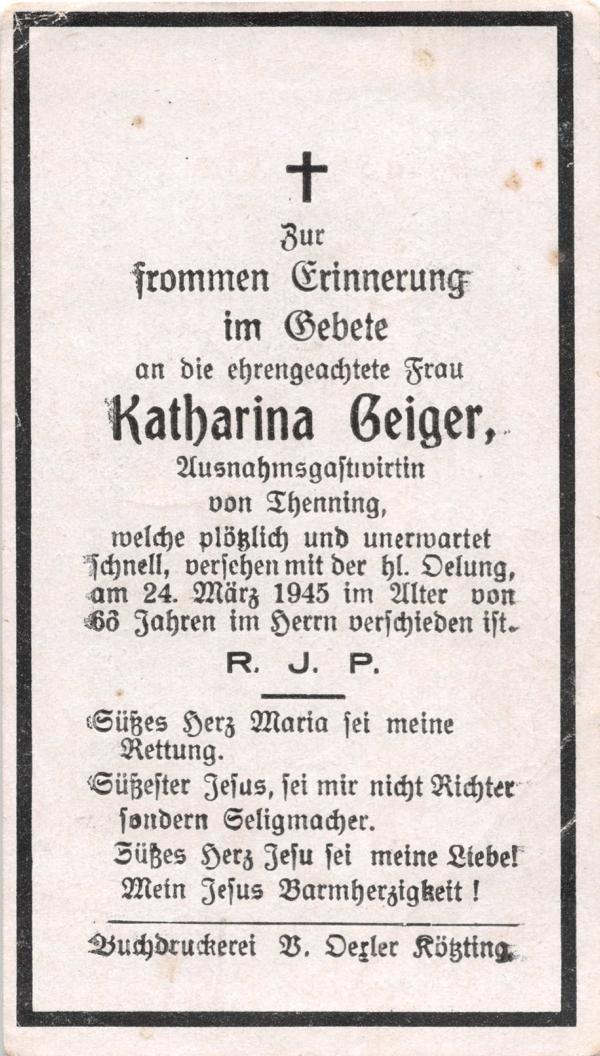 Zur
frommen Erinnerung
im Gebete
an die ehrengeachtete Frau
Katharina Geiger,
Ausnahmsgastwirtin
von Thenning,
welche plötzlich und unerwartet
schnell, versehen mit der hl. Oelung,
am 24. März 1945 im Alter von
Jahren im Herrn verschieden ist.
R. J. P.
Süßes Herz Maria sei meine
Rettung.
Süßester Jesus, sei mir nicht Richter
sondern Seligmacher.
Süßes Herz Jesu sei meine Liebe!
Mein Jesus Barmherzigkeit!
Buchdruckerei V. Oexler Kötzting.